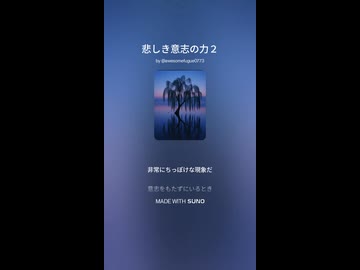 悲しき意志の力２
by @awesomefugue0773
非常にちっぽけな現象だ
意志をもたずにいるとき
MADE WITH SUNO